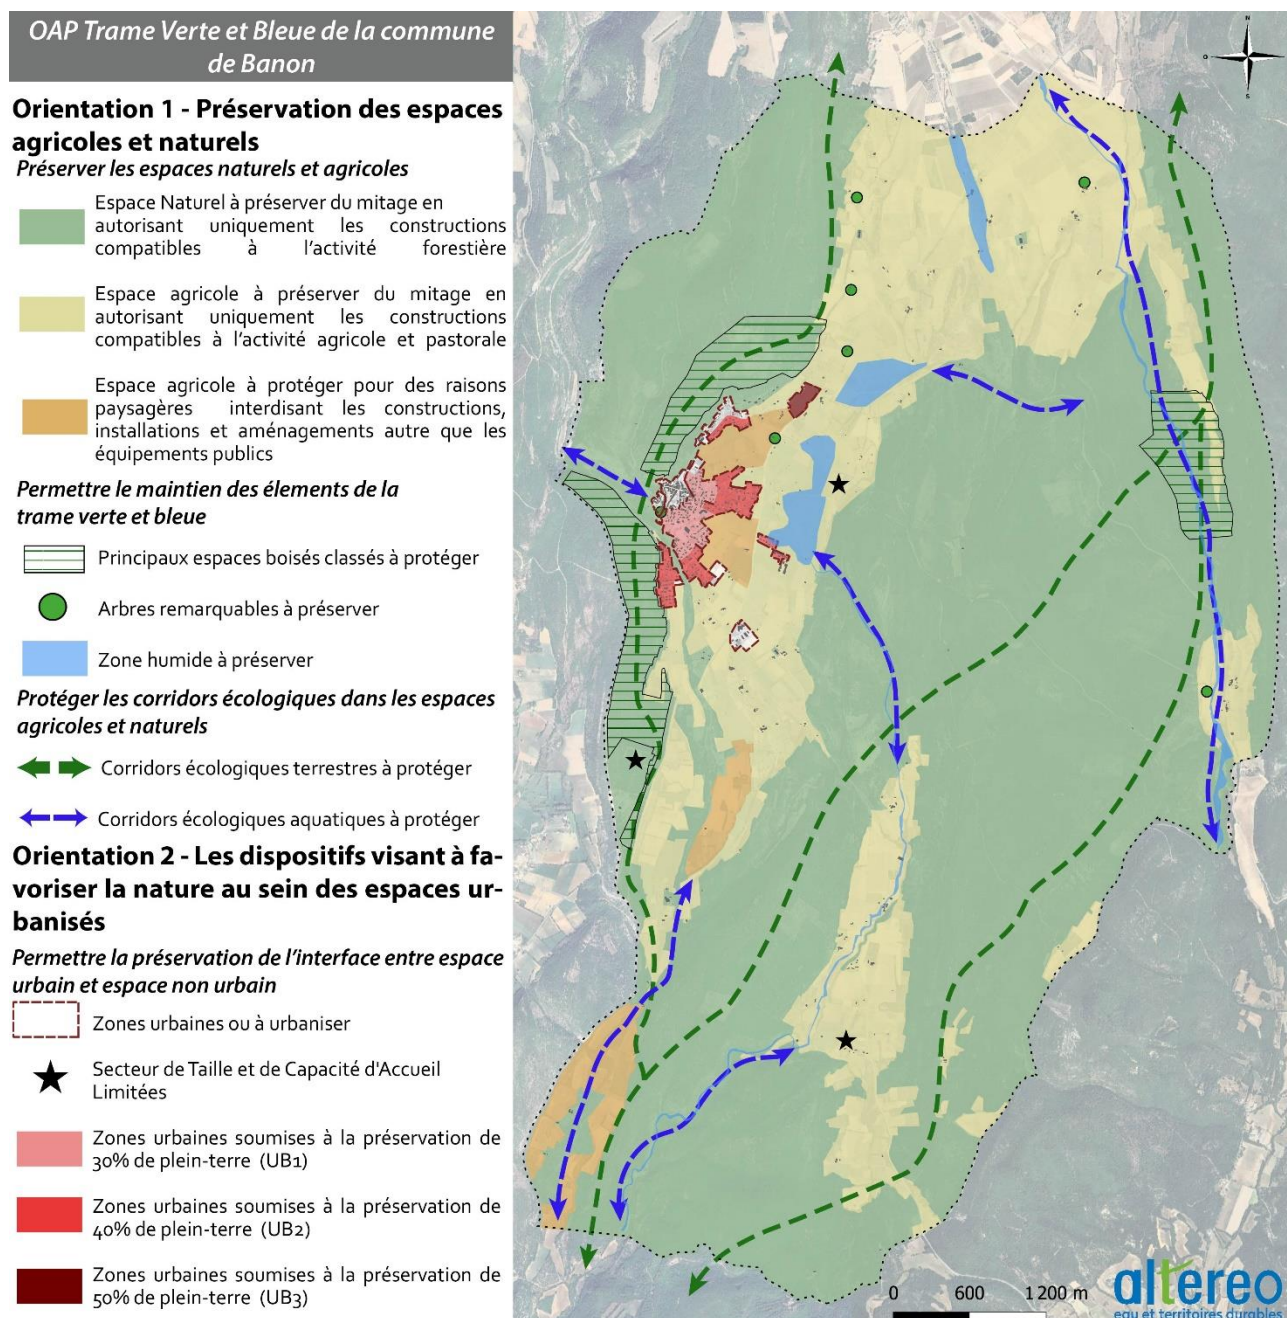 OAP Trame Verte et Bleue de la commune
de Banon
Orientation 1 - Préservation des espaces
agricoles et naturels
Préserver les espaces naturels et agricoles
Espace Naturel à préserver du mitage en
autorisant uniquement les constructions
compatibles à l'activité forestière
Espace agricole à préserver du mitage en
autorisant uniquement les constructions
compatibles à l'activité agricole et pastorale
Espace agricole à protéger pour des raisons
paysagères interdisant les constructions,
installations et aménagements autre que les
équipements publics
Permettre le maintien des élements de la
trame verte et bleue
Principaux espaces boisés classés à protéger
Arbres remarquables à préserver
Zone humide à préserver
Protéger les corridors écologiques dans les espaces
agricoles et naturels
Corridors écologiques terrestres à protéger
Corridors écologiques aquatiques à protéger
Orientation 2 - Les dispositifs visant à fa-
voriser la nature au sein des espaces ur-
banisés
Permettre la préservation de l'interface entre espace
urbain et espace non urbain
Zones urbaines ou à urbaniser
Secteur de Taille et de Capacité d'Accueil
Limitées
Zones urbaines soumises à la préservation de
30% de plein-terre (UB1)
Zones urbaines soumises à la préservation de
40% de plein-terre (UB2)
Zones urbaines soumises à la préservation de
50% de plein-terre (UB3)
N
O
E
S
0 600 1 200 m
altereo
eau et territoires durables